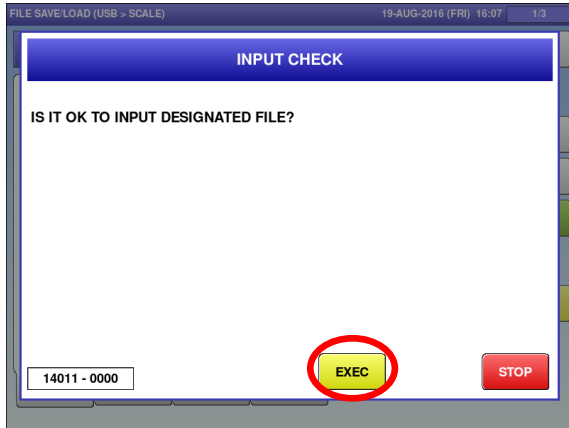 FILE SAVE/LOAD (USB > SCALE) 19-AUG-2016 (FRI) 16:07 1/3
INPUT CHECK
IS IT OK TO INPUT DESIGNATED FILE?
14011 - 0000 EXEC STOP